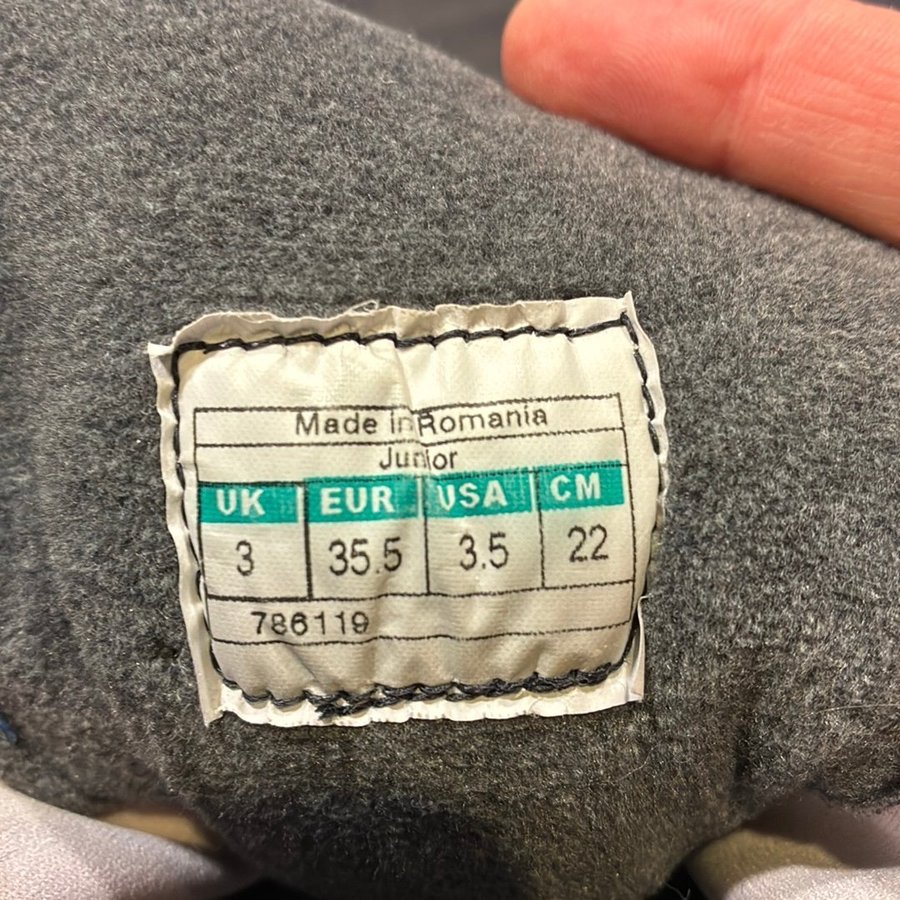 Made in Romania
Junior
UK EUR USA CM
3 35.5 3.5 22
786119